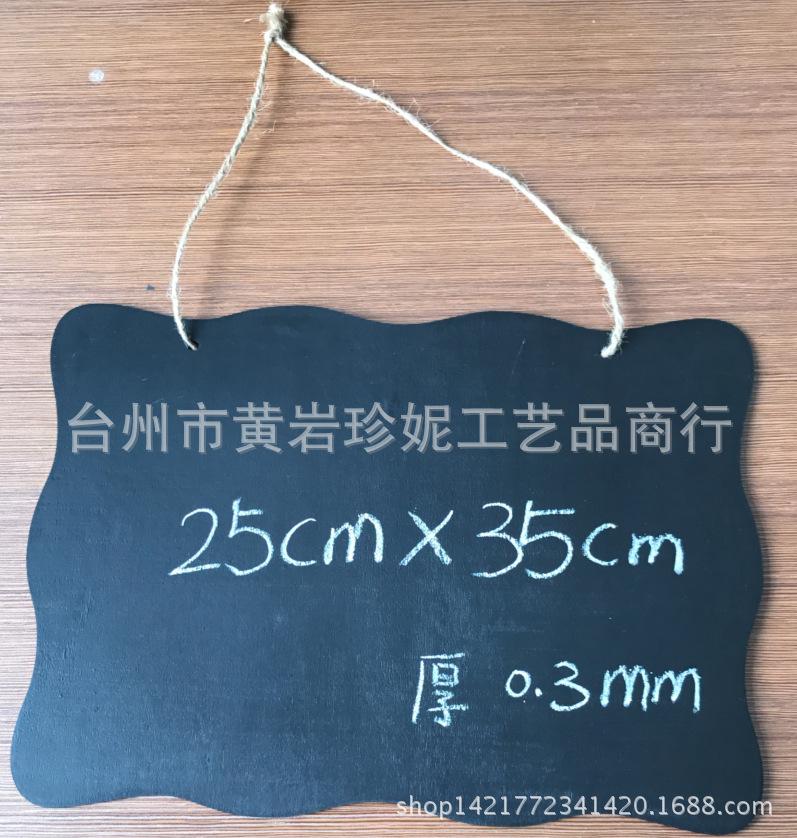 台州市黄岩珍妮工艺品商行
25cm X 35cm
厚 0.3mm
shop1421772341420.1688.com